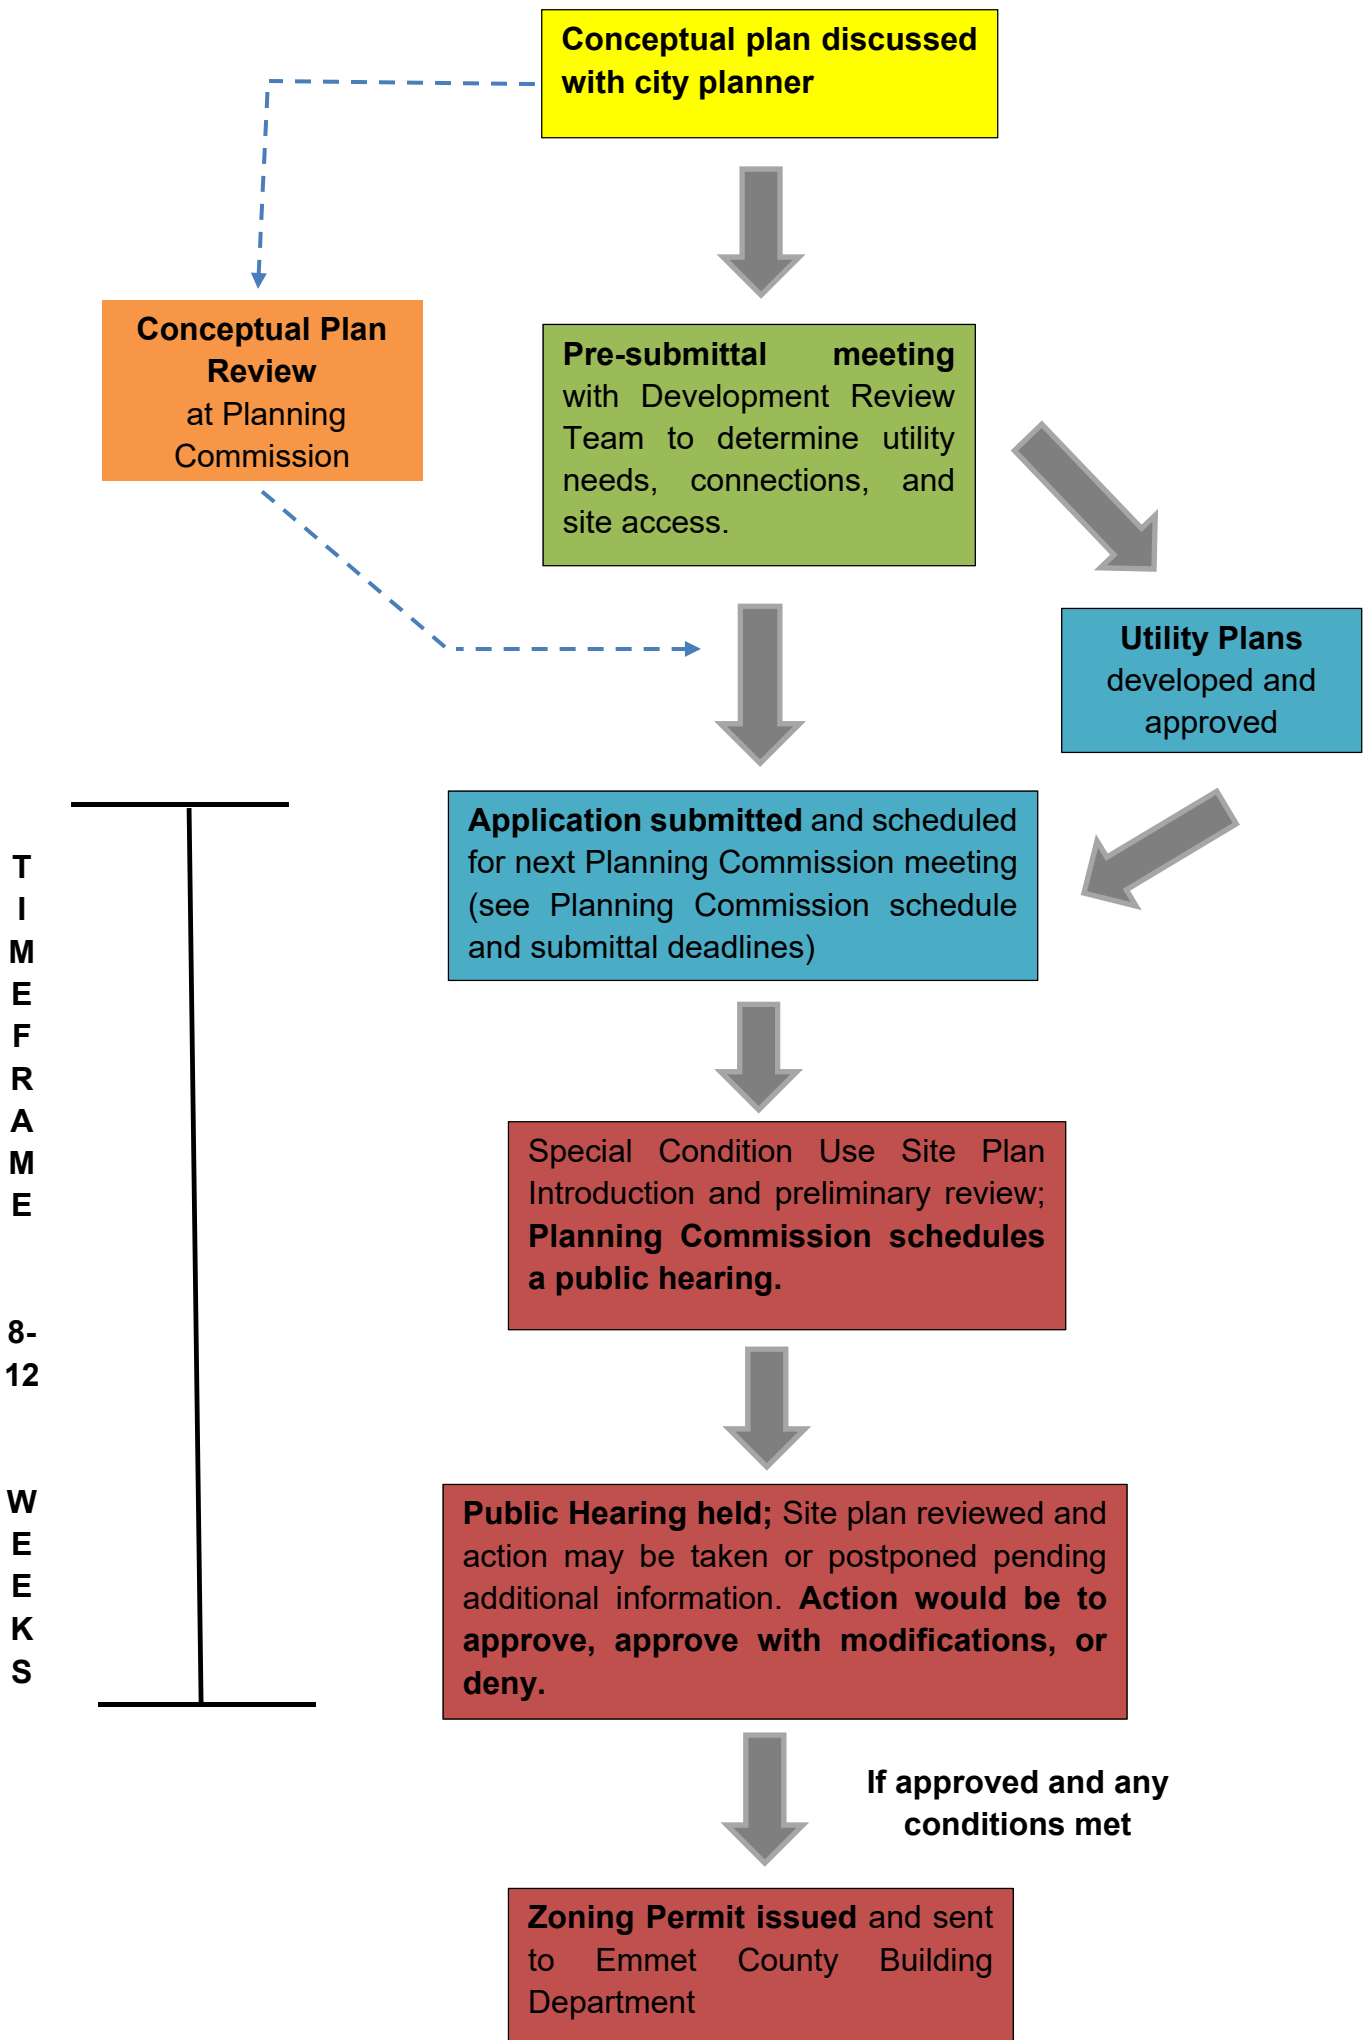 Conceptual plan discussed
with city planner
Conceptual Plan
Review
at Planning
Commission
Pre-submittal meeting
with Development Review
Team to determine utility
needs, connections, and
site access.
Utility Plans
developed and
approved
Application submitted and scheduled
for next Planning Commission meeting
(see Planning Commission schedule
and submittal deadlines)
T
I
M
E
F
R
A
M
E
8-
12
W
E
E
K
S
Special Condition Use Site Plan
Introduction and preliminary review;
Planning Commission schedules
a public hearing.
Public Hearing held; Site plan reviewed and
action may be taken or postponed pending
additional information. Action would be to
approve, approve with modifications, or
deny.
If approved and any
conditions met
Zoning Permit issued and sent
to Emmet County Building
Department